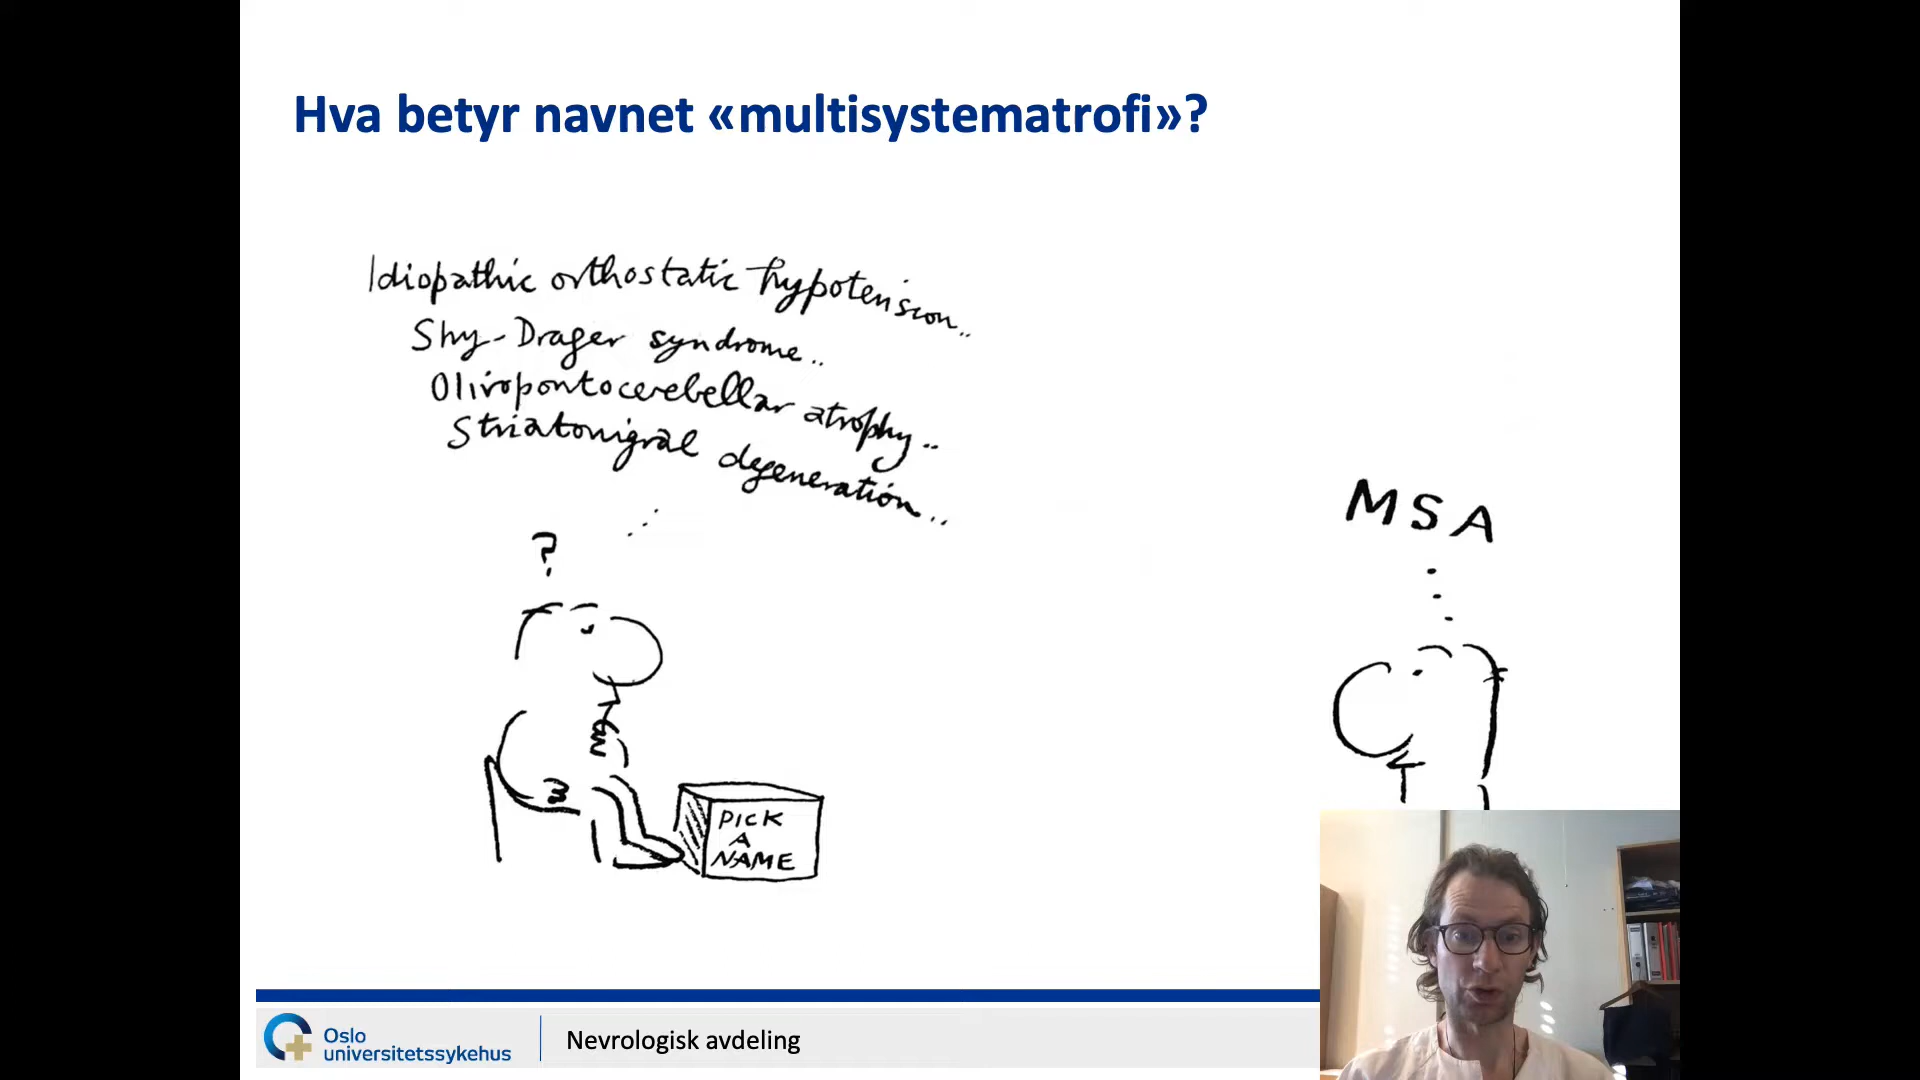 Hva betyr navnet «multisystematrofi»?
Idiopathic orthostatic hypotension..
Shy-Drager syndrome..
Olivopontocerebellar atrophy..
Striatonigral degeneration..
?
MSA
PICK
A
NAME
Oslo
universitetssykehus
Nevrologisk avdeling